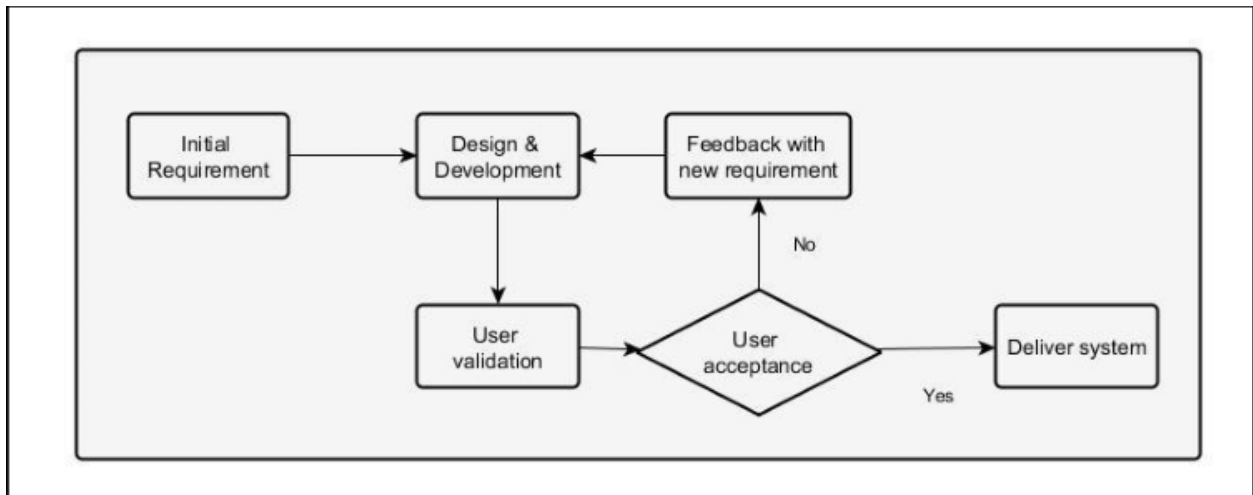 Initial
Requirement
Design &
Development
Feedback with
new requirement
No
User
validation
User
acceptance
Deliver system
Yes